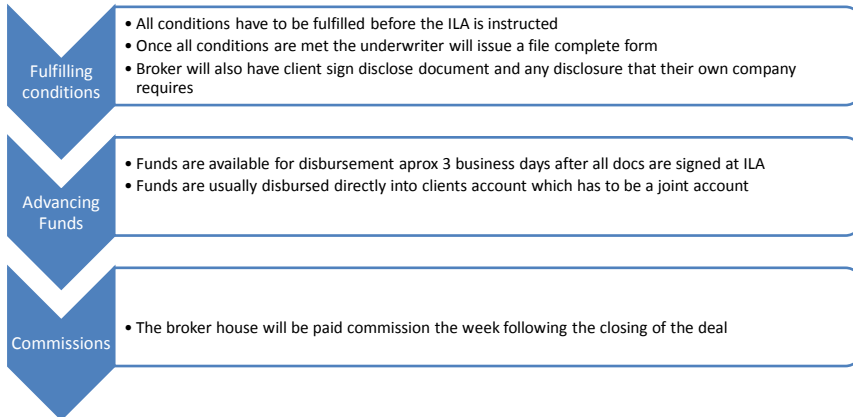 Fulfilling
conditions
• All conditions have to be fulfilled before the ILA is instructed
• Once all conditions are met the underwriter will issue a file complete form
• Broker will also have client sign disclose document and any disclosure that their own company
requires
Advancing
Funds
• Funds are available for disbursement aprox 3 business days after all docs are signed at ILA
• Funds are usually disbursed directly into clients account which has to be a joint account
Commissions
• The broker house will be paid commission the week following the closing of the deal